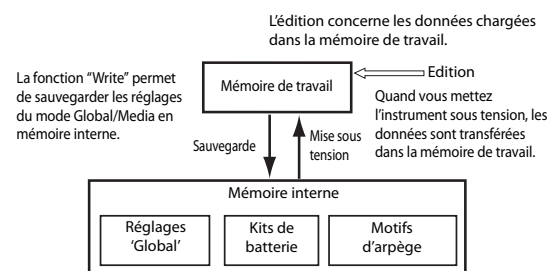 L'édition concerne les données chargées
dans la mémoire de travail.
La fonction “Write” permet
de sauvegarder les réglages
du mode Global/Media en
mémoire interne.
Mémoire de travail
Edition
Quand vous mettez
l'instrument sous tension, les
données sont transférées
dans la mémoire de travail.
Sauvegarde
Mise sous
tension
Mémoire interne
Réglages
'Global'
Kits de
batterie
Motifs
d'arpège